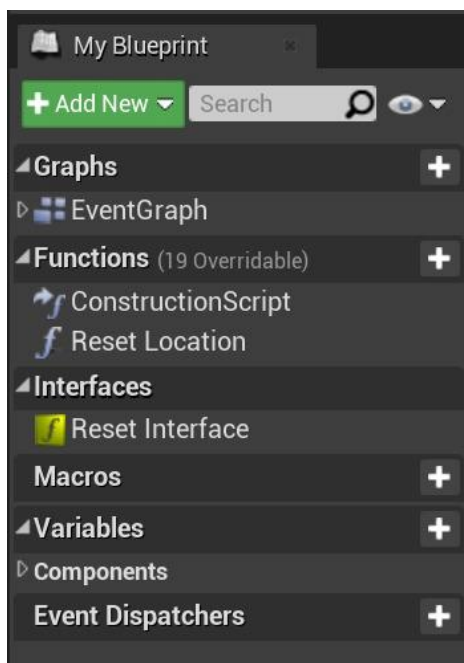 My Blueprint
Add New Search
Graphs
EventGraph
Functions (19 Overridable)
ConstructionScript
Reset Location
Interfaces
Reset Interface
Macros
Variables
Components
Event Dispatchers